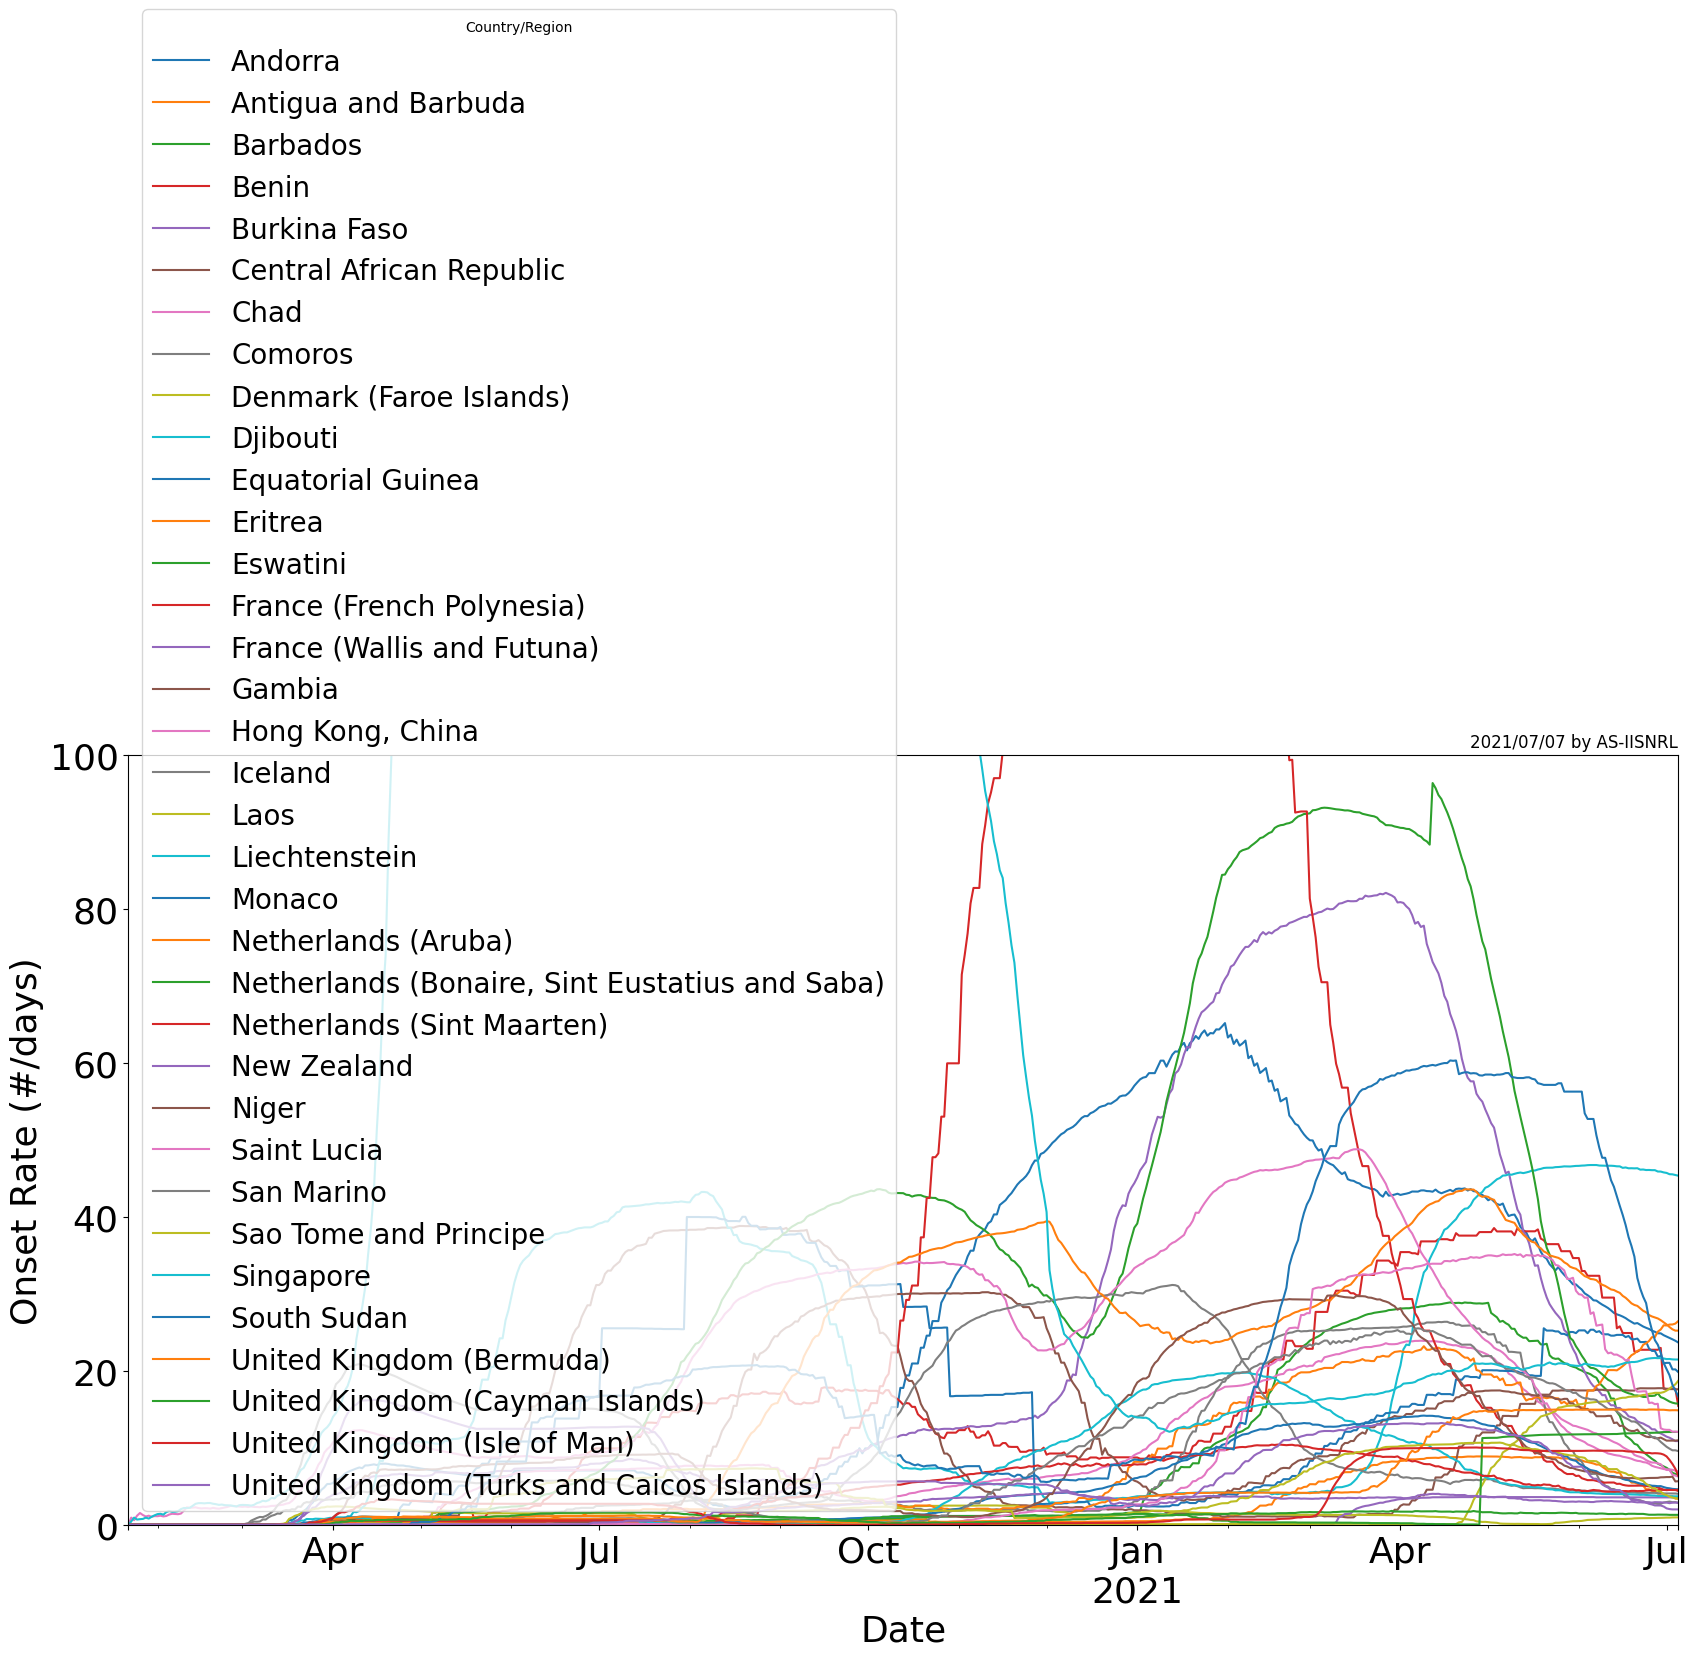 Country/Region
Andorra
Antigua and Barbuda
Barbados
Benin
Burkina Faso
Central African Republic
Chad
Comoros
Denmark (Faroe Islands)
Djibouti
Equatorial Guinea
Eritrea
Eswatini
France (French Polynesia)
France (Wallis and Futuna)
Gambia
Hong Kong, China
Iceland
Laos
Liechtenstein
Monaco
Netherlands (Aruba)
Netherlands (Bonaire, Sint Eustatius and Saba)
Netherlands (Sint Maarten)
New Zealand
Niger
Saint Lucia
San Marino
Sao Tome and Principe
Singapore
South Sudan
United Kingdom (Bermuda)
United Kingdom (Cayman Islands)
United Kingdom (Isle of Man)
United Kingdom (Turks and Caicos Islands)
2021/07/07 by AS-IISNRL
100
80
60
40
20
0
Onset Rate (#/days)
Apr Jul Oct Jan Apr Jul
2021
Date